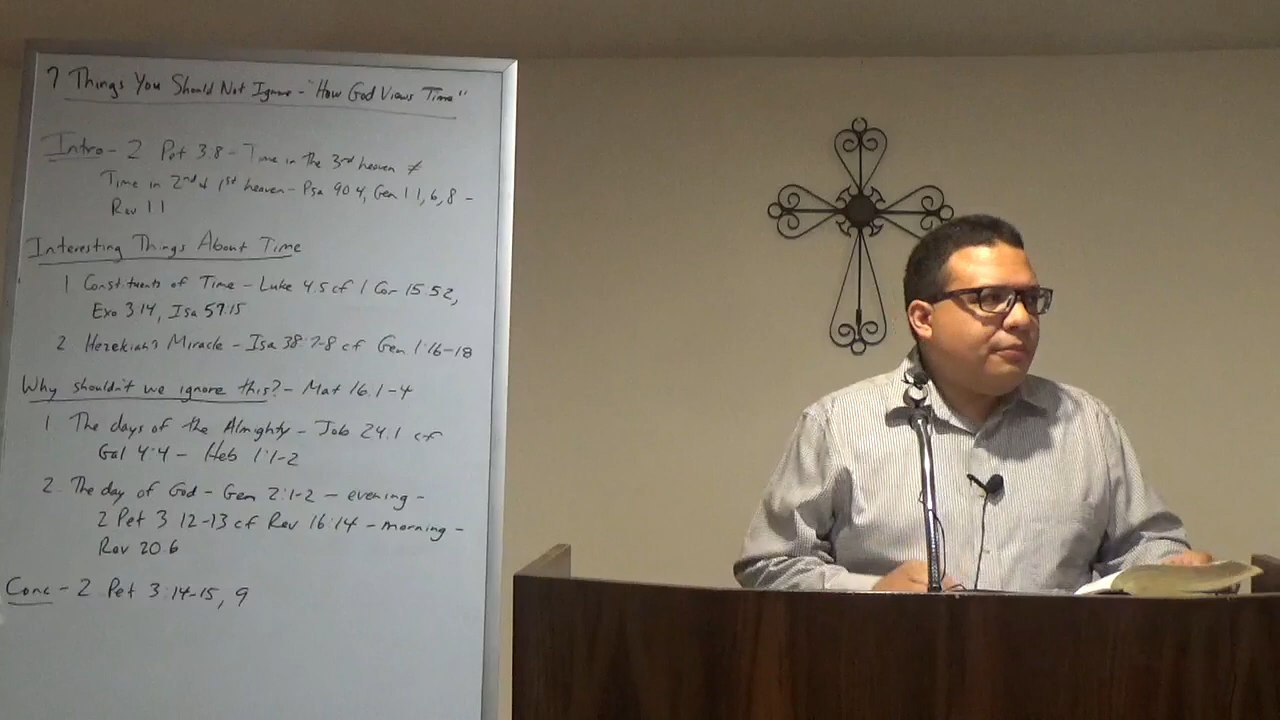 7 Things You Should Not Ignore - "How God Views Time"
Intro - 2 Pet 3:8 - Time in the 3rd heaven ≠
Time in 2nd & 1st heaven - Psa 90:4, Gen 1:1, 6, 8 -
Rev 1:1
Interesting Things About Time
1 Constituents of Time - Luke 4:5 cf 1 Cor 15:52,
Exo 3:14, Isa 57:15
2 Hezekiah's Miracle - Isa 38:7-8 cf Gen 1:16-18
Why shouldn't we ignore this? - Mat 16:1-4
1. The days of the Almighty - Job 24:1 cf
Gal 4:4 - Heb 1:1-2
2. The day of God - Gen 2:1-2 - evening -
2 Pet 3:12-13 cf Rev 16:14 - morning -
Rev 20:6
Conc - 2 Pet 3:14-15, 9